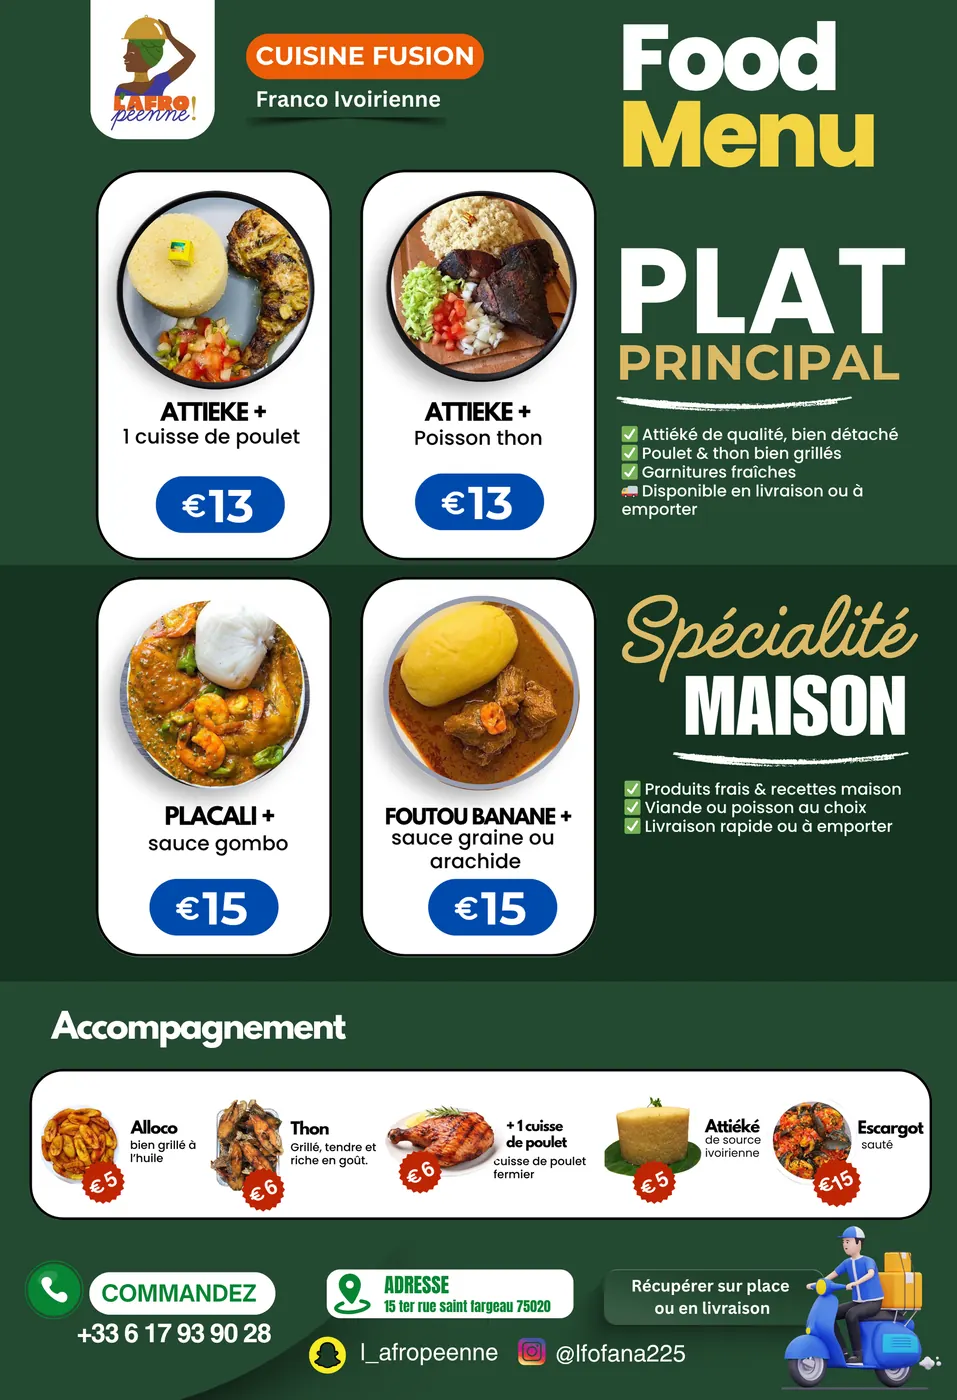 L'AFRO!
péenne
CUISINE FUSION
Franco Ivoirienne
Food
Menu
PLAT
PRINCIPAL
✅ Attiéké de qualité, bien détaché
✅ Poulet & thon bien grillés
✅ Garnitures fraîches
🚚 Disponible en livraison ou à
emporter
ATTIEKE +
1 cuisse de poulet
€13
ATTIEKE +
Poisson thon
€13
Spécialité
MAISON
✅ Produits frais & recettes maison
✅ Viande ou poisson au choix
✅ Livraison rapide ou à emporter
PLACALI +
sauce gombo
€15
FOUTOU BANANE +
sauce graine ou
arachide
€15
Accompagnement
Alloco
bien grillé à
l'huile
€5
Thon
Grillé, tendre et
riche en goût.
€6
+ 1 cuisse
de poulet
cuisse de poulet
fermier
€6
Attiéké
de source
ivoirienne
€5
Escargot
sauté
€15
COMMANDEZ
+33 6 17 93 90 28
ADRESSE
15 ter rue saint fargeau 75020
Récupérer sur place
ou en livraison
l_afropeenne
@lfofana225